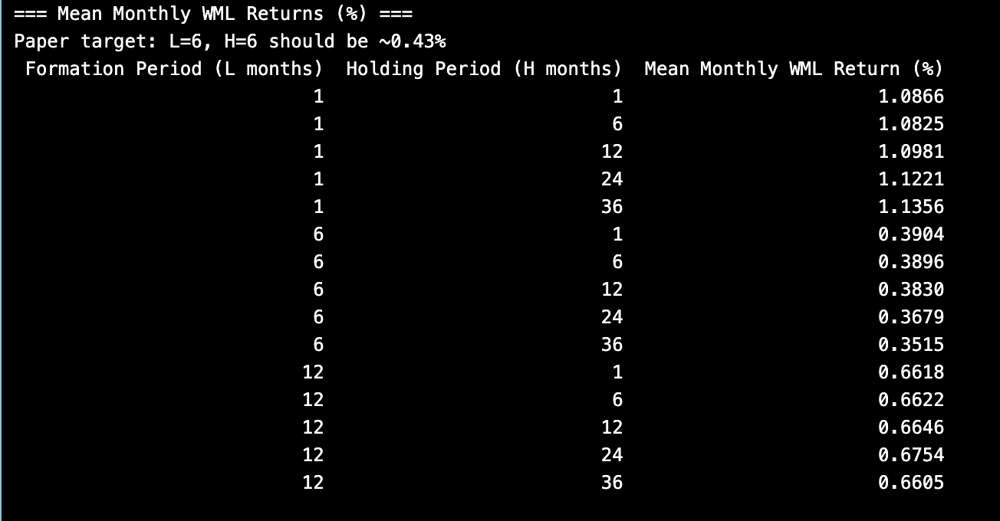 === Mean Monthly WML Returns (%) ===
Paper target: L=6, H=6 should be ~0.43%
Formation Period (L months)  Holding Period (H months)  Mean Monthly WML Return (%)
1  1  1.0866
1  6  1.0825
1  12  1.0981
1  24  1.1221
1  36  1.1356
6  1  0.3904
6  6  0.3896
6  12  0.3830
6  24  0.3679
6  36  0.3515
12  1  0.6618
12  6  0.6622
12  12  0.6646
12  24  0.6754
12  36  0.6605